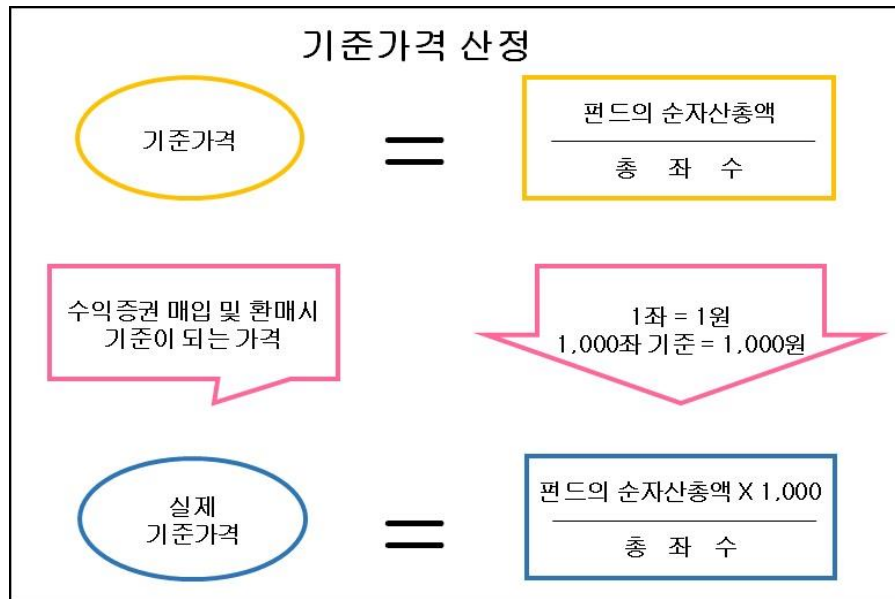 기준가격 산정
기준가격
=
펀드의 순자산총액
총 좌 수
수익증권 매입 및 환매시
기준이 되는 가격
1좌 = 1원
1,000좌 기준 = 1,000원
실제
기준가격
=
펀드의 순자산총액 X 1,000
총 좌 수